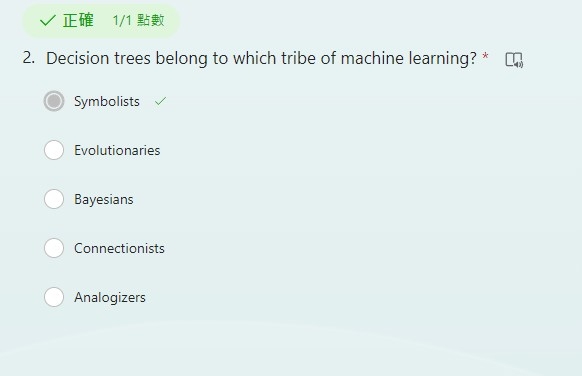 正確 1/1 點數
2. Decision trees belong to which tribe of machine learning? *
Symbolists
Evolutionaries
Bayesians
Connectionists
Analogizers